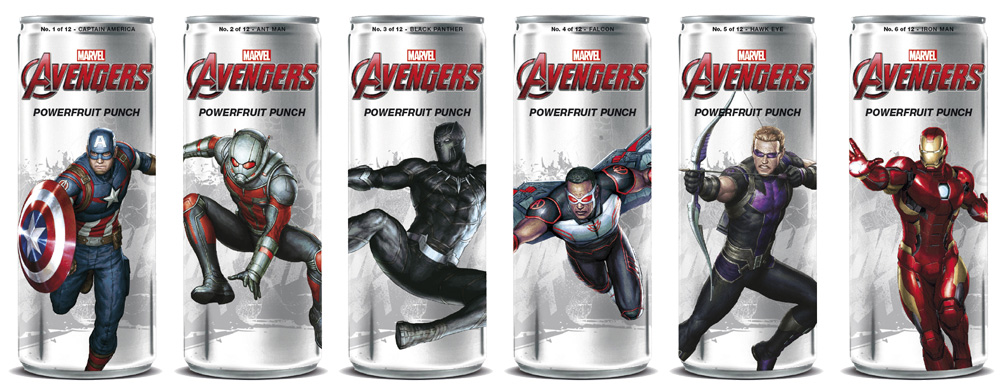 No. 1 of 12 - CAPTAIN AMERICA
MARVEL
AVENGERS
POWERFRUIT PUNCH
A
No. 2 of 12 - ANT MAN
MARVEL
AVENGERS
POWERFRUIT PUNCH
No. 3 of 12 - BLACK PANTHER
MARVEL
AVENGERS
POWERFRUIT PUNCH
No. 4 of 12 - FALCON
MARVEL
AVENGERS
POWERFRUIT PUNCH
No. 5 of 12 - HAWK EYE
MARVEL
AVENGERS
POWERFRUIT PUNCH
No. 6 of 12 - IRON MAN
MARVEL
AVENGERS
POWERFRUIT PUNCH